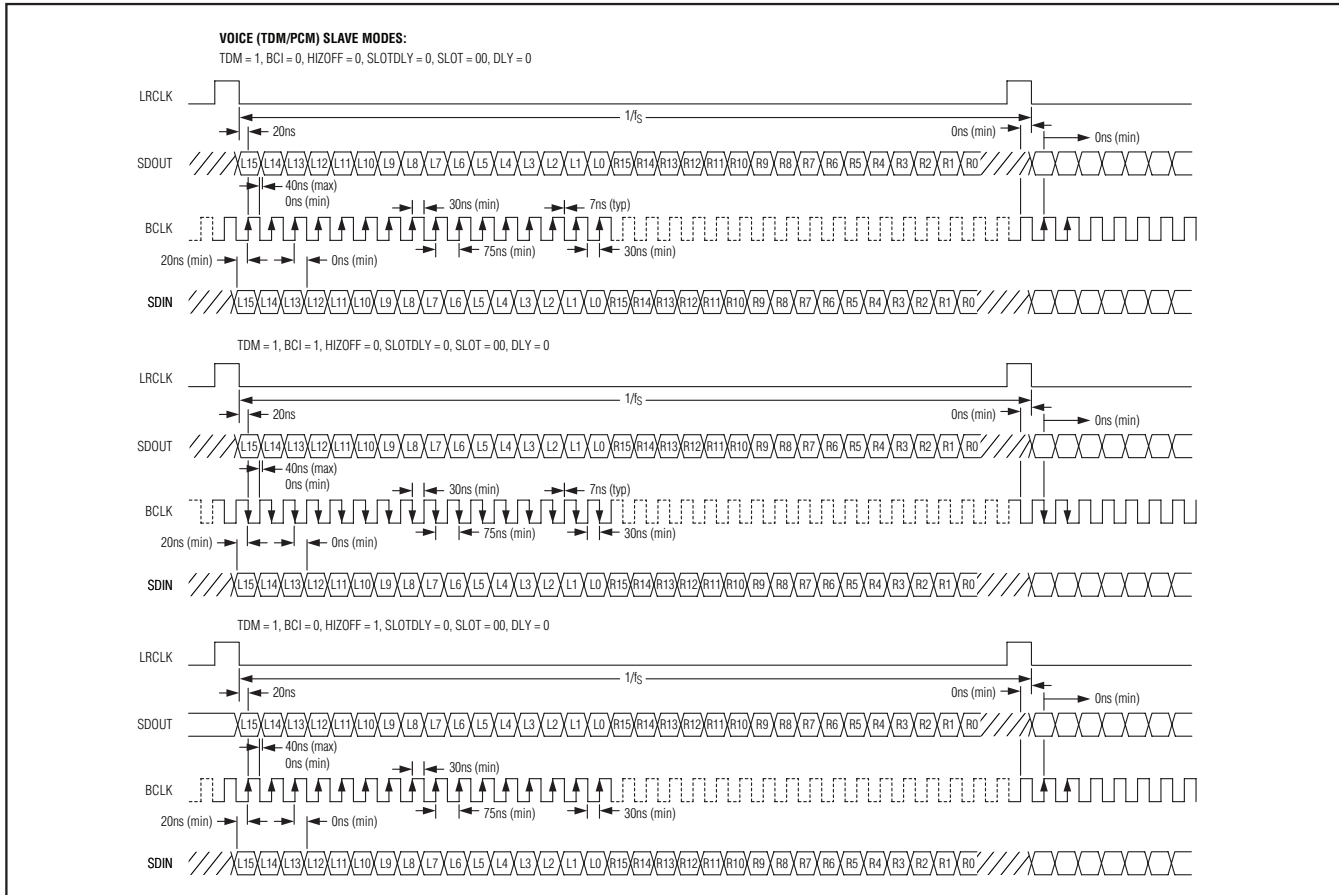 VOICE (TDM/PCM) SLAVE MODES:
TDM = 1, BCI = 0, HIZOFF = 0, SLOTDLY = 0, SLOT = 00, DLY = 0
LRCLK
1/fS
20ns
0ns (min)
0ns (min)
SDOUT L15 L14 L13 L12 L11 L10 L9 L8 L7 L6 L5 L4 L3 L2 L1 L0 R15 R14 R13 R12 R11 R10 R9 R8 R7 R6 R5 R4 R3 R2 R1 R0
40ns (max)
0ns (min)
30ns (min)
7ns (typ)
BCLK
20ns (min)
0ns (min)
75ns (min)
30ns (min)
SDIN L15 L14 L13 L12 L11 L10 L9 L8 L7 L6 L5 L4 L3 L2 L1 L0 R15 R14 R13 R12 R11 R10 R9 R8 R7 R6 R5 R4 R3 R2 R1 R0
TDM = 1, BCI = 1, HIZOFF = 0, SLOTDLY = 0, SLOT = 00, DLY = 0
LRCLK
1/fS
20ns
0ns (min)
0ns (min)
SDOUT L15 L14 L13 L12 L11 L10 L9 L8 L7 L6 L5 L4 L3 L2 L1 L0 R15 R14 R13 R12 R11 R10 R9 R8 R7 R6 R5 R4 R3 R2 R1 R0
40ns (max)
0ns (min)
30ns (min)
7ns (typ)
BCLK
20ns (min)
0ns (min)
75ns (min)
30ns (min)
SDIN L15 L14 L13 L12 L11 L10 L9 L8 L7 L6 L5 L4 L3 L2 L1 L0 R15 R14 R13 R12 R11 R10 R9 R8 R7 R6 R5 R4 R3 R2 R1 R0
TDM = 1, BCI = 0, HIZOFF = 1, SLOTDLY = 0, SLOT = 00, DLY = 0
LRCLK
1/fS
20ns
0ns (min)
0ns (min)
SDOUT L15 L14 L13 L12 L11 L10 L9 L8 L7 L6 L5 L4 L3 L2 L1 L0 R15 R14 R13 R12 R11 R10 R9 R8 R7 R6 R5 R4 R3 R2 R1 R0
40ns (max)
0ns (min)
30ns (min)
BCLK
20ns (min)
0ns (min)
75ns (min)
30ns (min)
SDIN L15 L14 L13 L12 L11 L10 L9 L8 L7 L6 L5 L4 L3 L2 L1 L0 R15 R14 R13 R12 R11 R10 R9 R8 R7 R6 R5 R4 R3 R2 R1 R0